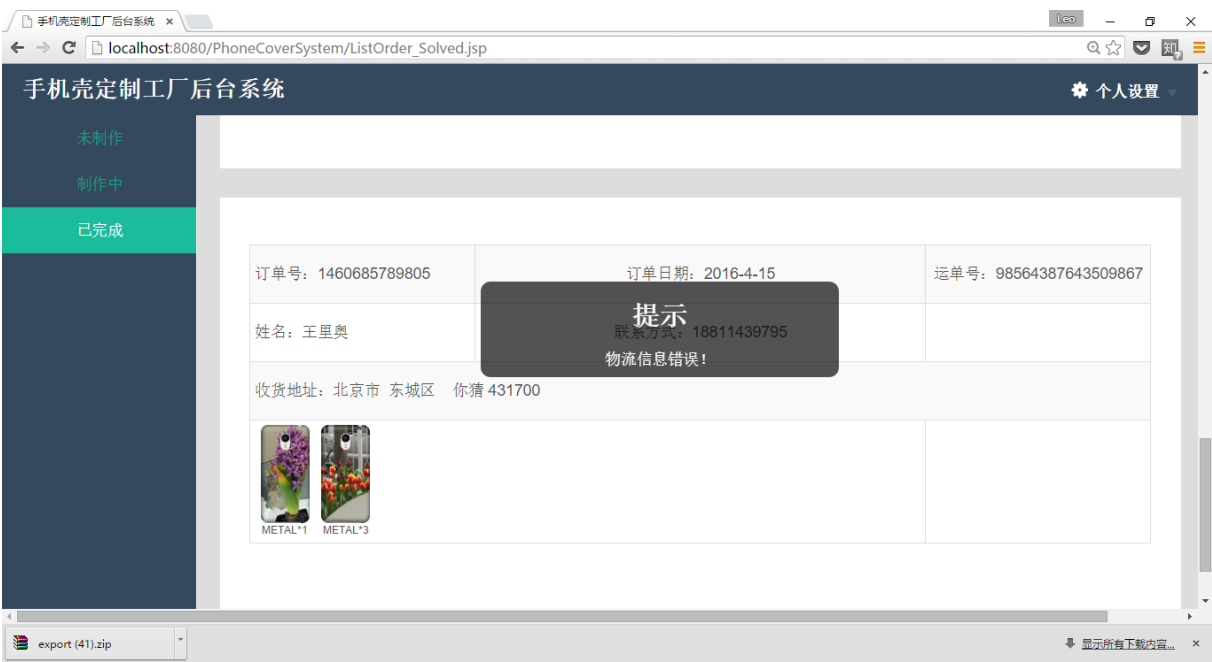 手机壳定制工厂后台系统
Leo
localhost:8080/PhoneCoverSystem/ListOrder_Solved.jsp
知
手机壳定制工厂后台系统
个人设置
未制作
制作中
已完成
订单号：1460685789805 订单日期：2016-4-15 运单号：98564387643509867
提示
姓名：王里奥 联系方式：18811439795
物流信息错误！
收货地址：北京市 东城区 你猜 431700
METAL*1 METAL*3
export (41).zip
显示所有下载内容...